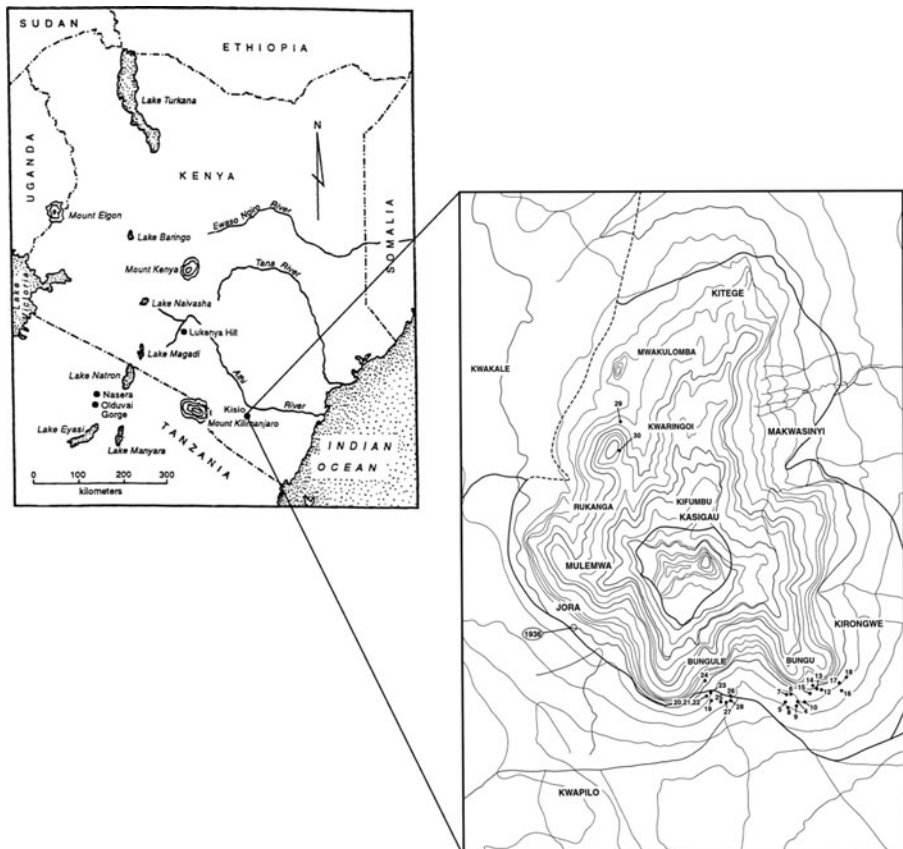 SUDAN
ETHIOPIA
Lake Turkana
UGANDA
N
KENYA
SOMALIA
Mount Elgon
Ewaso Ngiro River
Lake Baringo
Mount Kenya
Tana River
Lake Victoria
Lake Naivasha
Lukenya Hill
Lake Magadi
Lake Natron
Athi River
Nasera
Olduvai Gorge
Kisio
Mount Kilimanjaro
Lake Eyasi
Lake Manyara
TANZANIA
INDIAN OCEAN
0 100 200 300
kilometers
KITEGE
MWAKULOMBA
KWAKALE
29
KWARINGOI
MAKWASINYI
30
KIFUMBU
RUKANGA
KASIGAU
MULEMWA
JORA
KIRONGWE
1936
BUNGULE
BUNGU
24
23
26
20,21,22
19
27
28
18
13
14
17
6
15
12
16
7
5
8
9
10
KWAPILO